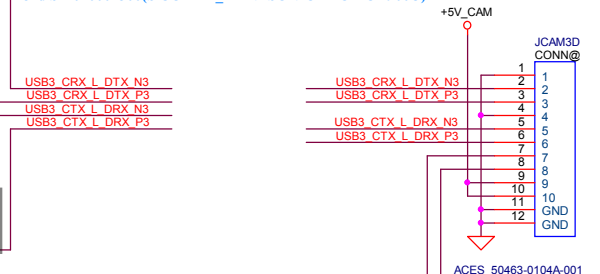 +5V_CAM
JCAM3D
CONN@
USB3_CRX_L_DTX_N3
USB3_CRX_L_DTX_P3
USB3_CTX_L_DRX_N3
USB3_CTX_L_DRX_P3
USB3_CRX_L_DTX_N3
USB3_CRX_L_DTX_P3
USB3_CTX_L_DRX_N3
USB3_CTX_L_DRX_P3
1 1
2 2
3 3
4 4
5 5
6 6
7 7
8 8
9 9
10 10
11 GND
12 GND
ACES_50463-0104A-001